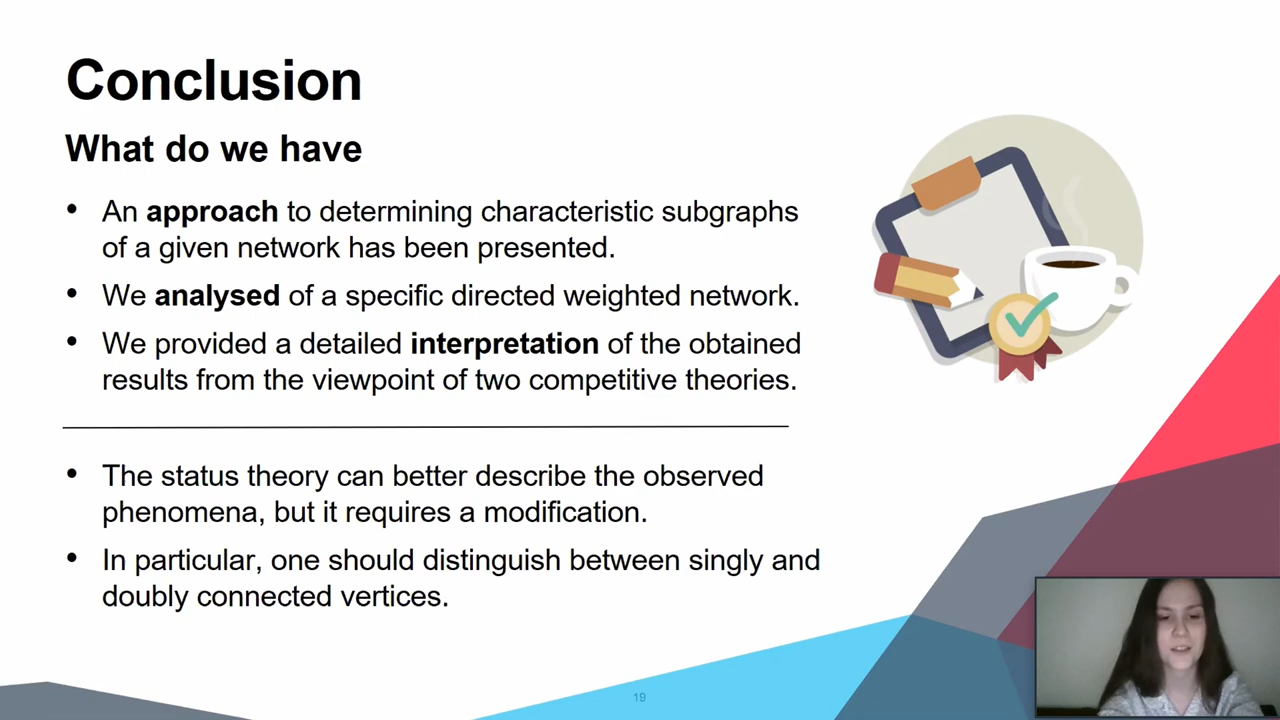 Conclusion
What do we have
• An approach to determining characteristic subgraphs
of a given network has been presented.
• We analysed of a specific directed weighted network.
• We provided a detailed interpretation of the obtained
results from the viewpoint of two competitive theories.
• The status theory can better describe the observed
phenomena, but it requires a modification.
• In particular, one should distinguish between singly and
doubly connected vertices.
19